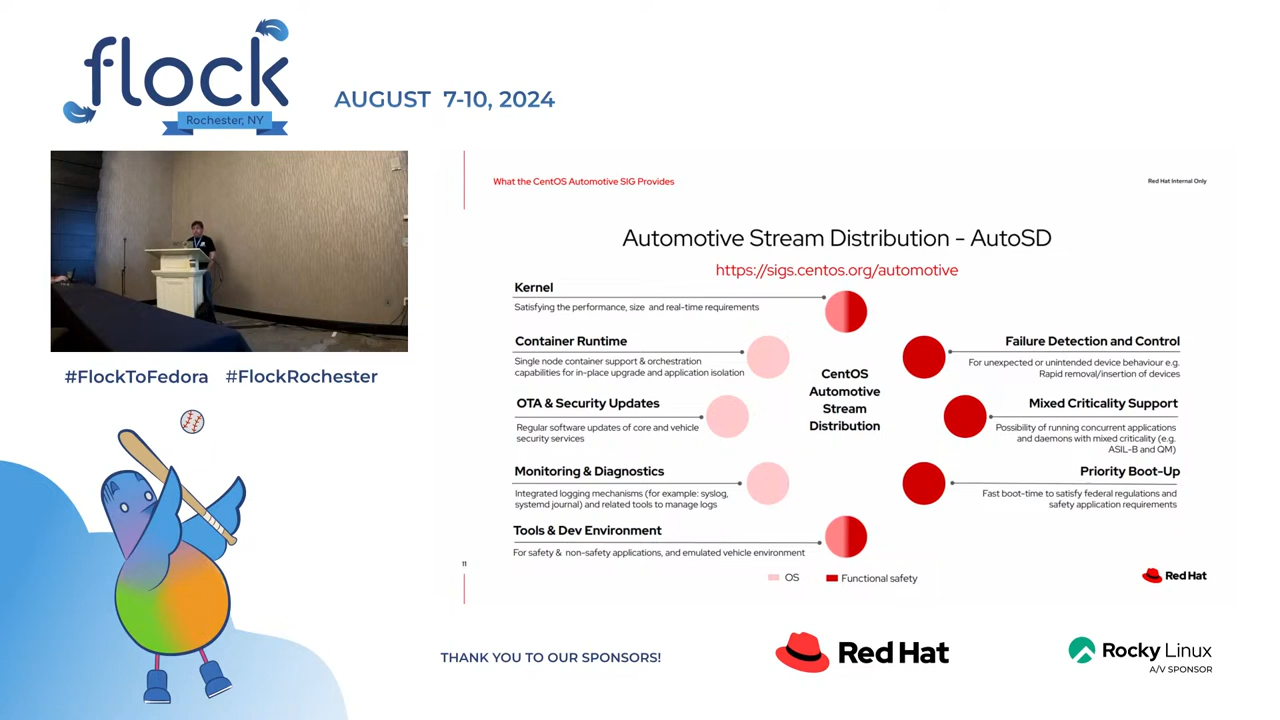 flock
Rochester, NY
AUGUST 7-10, 2024
#FlockToFedora #FlockRochester
What the CentOS Automotive SIG Provides
Red Hat Internal Only
Automotive Stream Distribution - AutoSD
https://sigs.centos.org/automotive
Kernel
Satisfying the performance, size and real-time requirements
Container Runtime
Single node container support & orchestration
capabilities for in-place upgrade and application isolation
OTA & Security Updates
Regular software updates of core and vehicle
security services
Monitoring & Diagnostics
Integrated logging mechanisms (for example: syslog,
systemd journal) and related tools to manage logs
Tools & Dev Environment
For safety & non-safety applications, and emulated vehicle environment
CentOS
Automotive
Stream
Distribution
Failure Detection and Control
For unexpected or unintended device behaviour e.g.
Rapid removal/insertion of devices
Mixed Criticality Support
Possibility of running concurrent applications
and daemons with mixed criticality (e.g.
ASIL-B and QM)
Priority Boot-Up
Fast boot-time to satisfy federal regulations and
safety application requirements
11
OS
Functional safety
Red Hat
THANK YOU TO OUR SPONSORS!
Red Hat
Rocky Linux
A/V SPONSOR